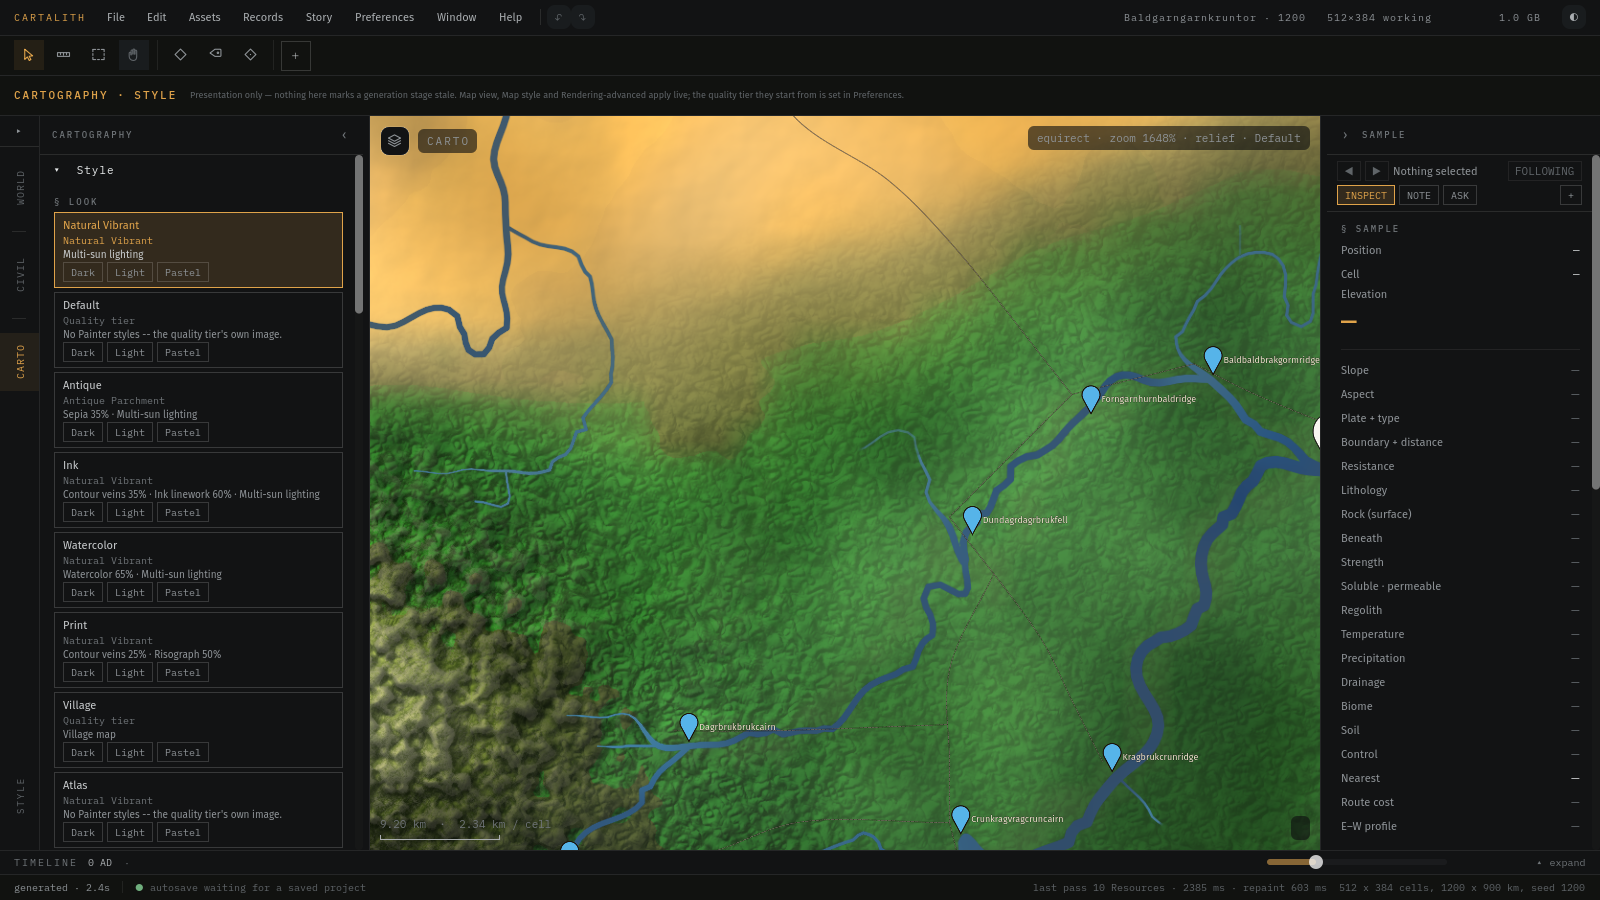 CARTALITH File Edit Assets Records Story Preferences Window Help Baldgarngarnkruntor · 1200 512×384 working 1.0 GB
CARTOGRAPHY · STYLE Presentation only — nothing here marks a generation stage stale. Map view, Map style and Rendering-advanced apply live; the quality tier they start from is set in Preferences.
CARTOGRAPHY
WORLD
CIVIL
CARTO
STYLE
Style
§ LOOK
Natural Vibrant
Natural Vibrant
Multi-sun lighting
Dark Light Pastel
Default
Quality tier
No Painter styles -- the quality tier's own image.
Dark Light Pastel
Antique
Antique Parchment
Sepia 35% · Multi-sun lighting
Dark Light Pastel
Ink
Natural Vibrant
Contour veins 35% · Ink linework 60% · Multi-sun lighting
Dark Light Pastel
Watercolor
Natural Vibrant
Watercolor 65% · Multi-sun lighting
Dark Light Pastel
Print
Natural Vibrant
Contour veins 25% · Risograph 50%
Dark Light Pastel
Village
Quality tier
Village map
Dark Light Pastel
Atlas
Natural Vibrant
No Painter styles -- the quality tier's own image.
Dark Light Pastel
CARTO
equirect · zoom 1648% · relief · Default
Baldbaldbrakgormridge
Forngarnhurnbaldridge
Dundagrdagrbrukfell
Dagrbrukbrukcairn
Kragbrukcrunridge
Crunkragvragcruncairn
9.20 km · 2.34 km / cell
SAMPLE
Nothing selected FOLLOWING
INSPECT NOTE ASK +
§ SAMPLE
Position —
Cell —
Elevation
—
Slope —
Aspect —
Plate + type —
Boundary + distance —
Resistance —
Lithology —
Rock (surface) —
Beneath —
Strength —
Soluble · permeable —
Regolith —
Temperature —
Precipitation —
Drainage —
Biome —
Soil —
Control —
Nearest —
Route cost —
E–W profile —
TIMELINE 0 AD · expand
generated · 2.4s autosave waiting for a saved project last pass 10 Resources · 2385 ms · repaint 603 ms 512 x 384 cells, 1200 x 900 km, seed 1200